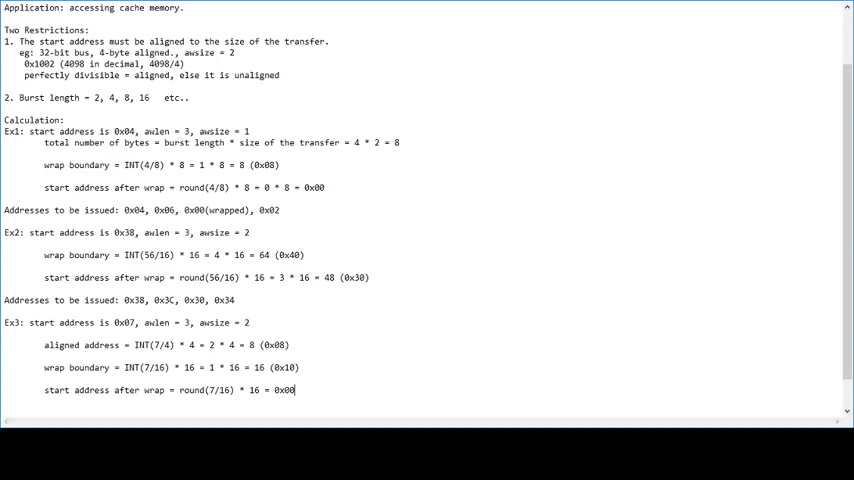 Application: accessing cache memory.
Two Restrictions:
1. The start address must be aligned to the size of the transfer.
eg: 32-bit bus, 4-byte aligned., awsize = 2
0x1002 (4098 in decimal, 4098/4)
perfectly divisible = aligned, else it is unaligned
2. Burst length = 2, 4, 8, 16   etc..
Calculation:
Ex1: start address is 0x04, awlen = 3, awsize = 1
total number of bytes = burst length * size of the transfer = 4 * 2 = 8
wrap boundary = INT(4/8) * 8 = 1 * 8 = 8 (0x08)
start address after wrap = round(4/8) * 8 = 0 * 8 = 0x00
Addresses to be issued: 0x04, 0x06, 0x00(wrapped), 0x02
Ex2: start address is 0x38, awlen = 3, awsize = 2
wrap boundary = INT(56/16) * 16 = 4 * 16 = 64 (0x40)
start address after wrap = round(56/16) * 16 = 3 * 16 = 48 (0x30)
Addresses to be issued: 0x38, 0x3C, 0x30, 0x34
Ex3: start address is 0x07, awlen = 3, awsize = 2
aligned address = INT(7/4) * 4 = 2 * 4 = 8 (0x08)
wrap boundary = INT(7/16) * 16 = 1 * 16 = 16 (0x10)
start address after wrap = round(7/16) * 16 = 0x00